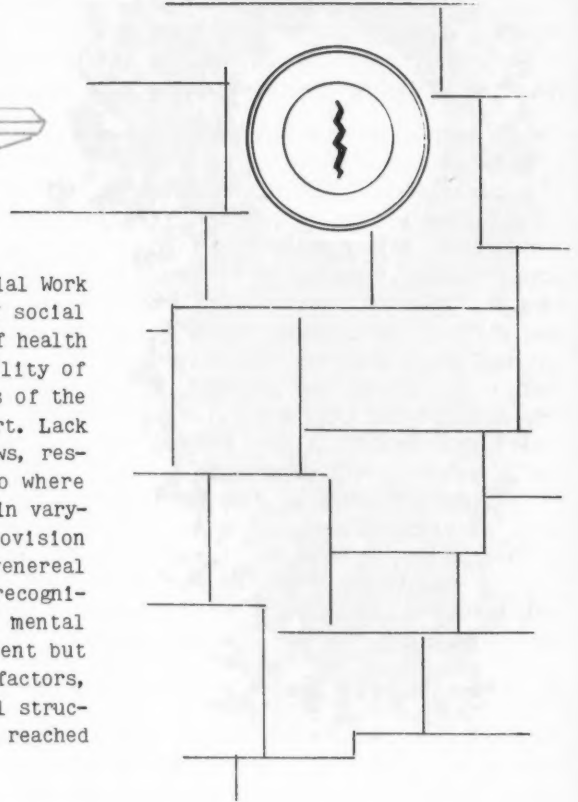 ial Work
social
f health
lity of
s of the
rt. Lack
ws, res-
o where
in vary-
ovision
enereal
recogni-
mental
ent but
factors,
l struc-
reached